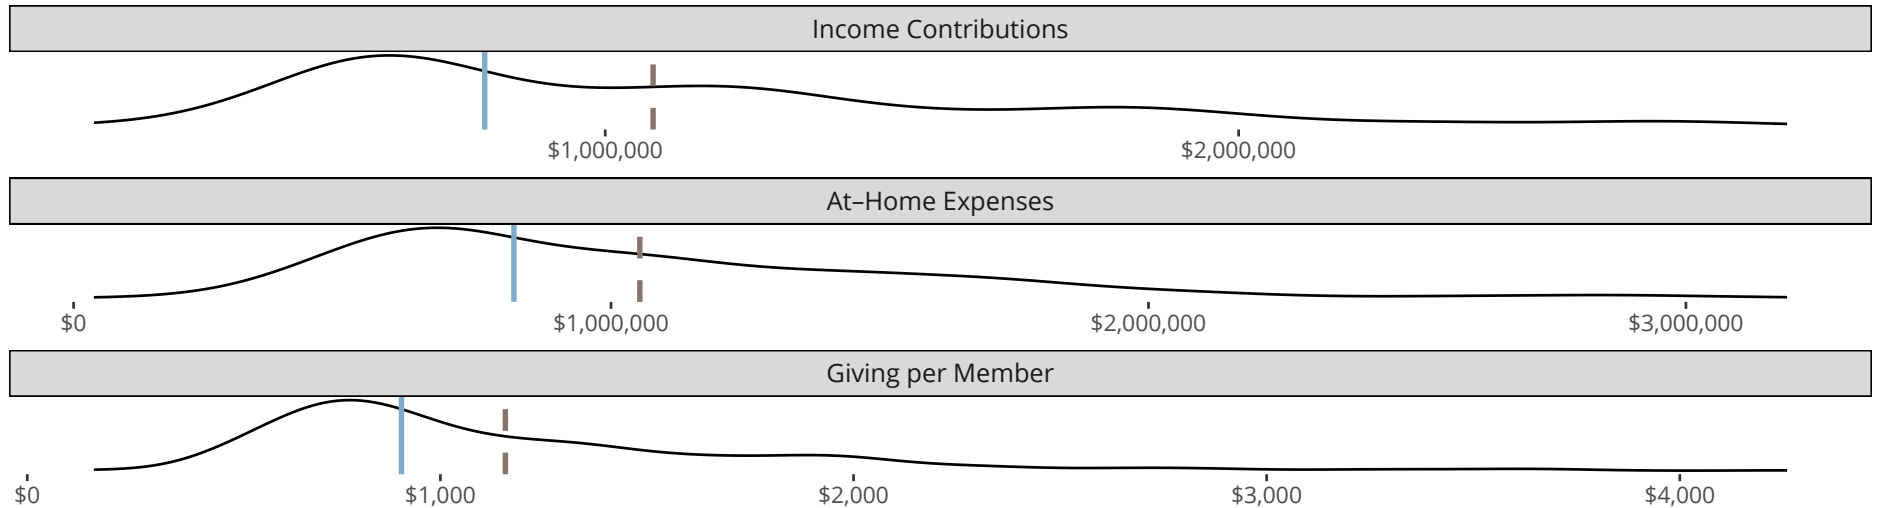 Income Contributions
$1,000,000 $2,000,000
At–Home Expenses
$0 $1,000,000 $2,000,000 $3,000,000
Giving per Member
$0 $1,000 $2,000 $3,000 $4,000